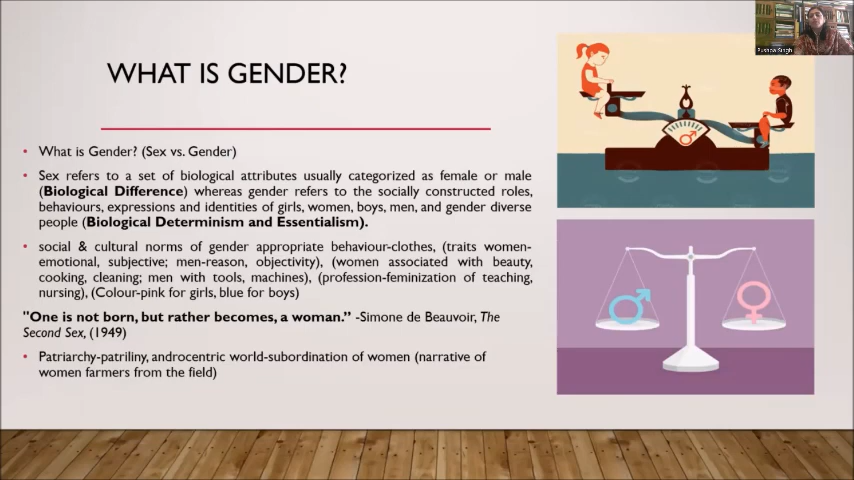 WHAT IS GENDER?
Pushpa Singh
• What is Gender? (Sex vs. Gender)
• Sex refers to a set of biological attributes usually categorized as female or male
(Biological Difference) whereas gender refers to the socially constructed roles,
behaviours, expressions and identities of girls, women, boys, men, and gender diverse
people (Biological Determinism and Essentialism).
• social & cultural norms of gender appropriate behaviour-clothes, (traits women-
emotional, subjective; men-reason, objectivity), (women associated with beauty,
cooking, cleaning; men with tools, machines), (profession-feminization of teaching,
nursing), (Colour-pink for girls, blue for boys)
"One is not born, but rather becomes, a woman.” -Simone de Beauvoir, The
Second Sex, (1949)
• Patriarchy-patriliny, androcentric world-subordination of women (narrative of
women farmers from the field)